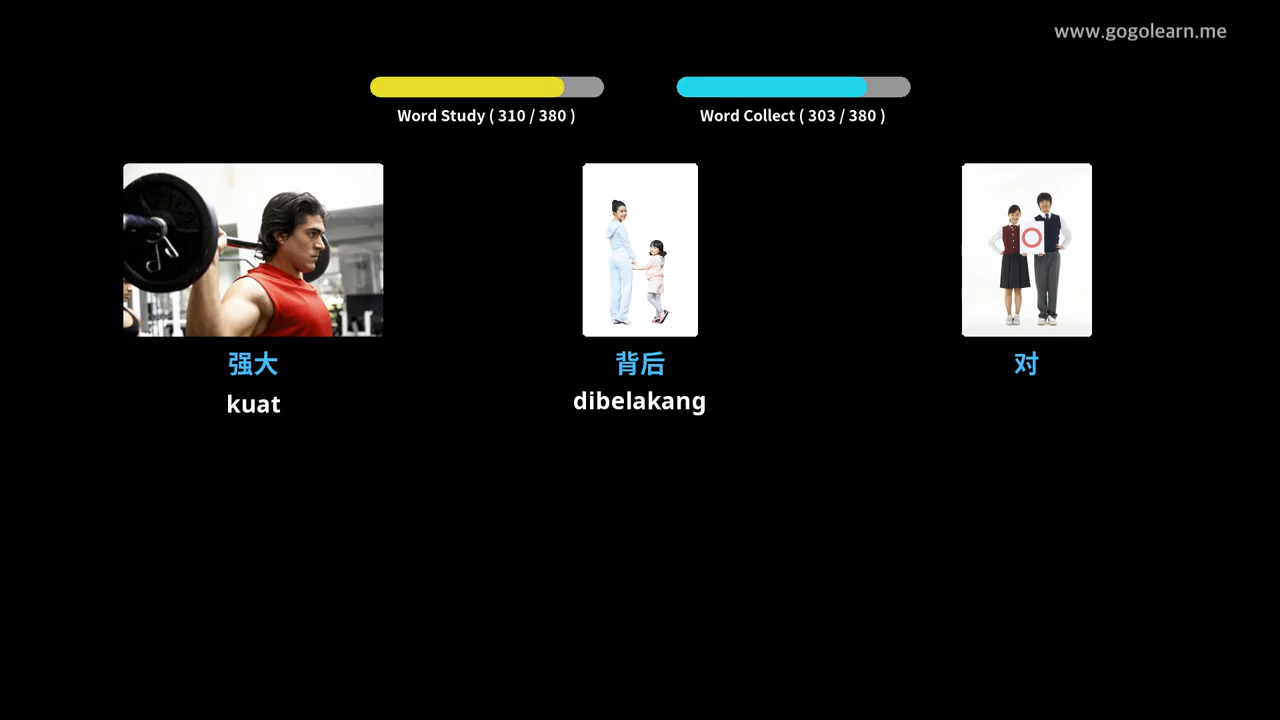 www.gogolearn.me
Word Study ( 310 / 380 )
Word Collect ( 303 / 380 )
强大
背后
对
kuat
dibelakang